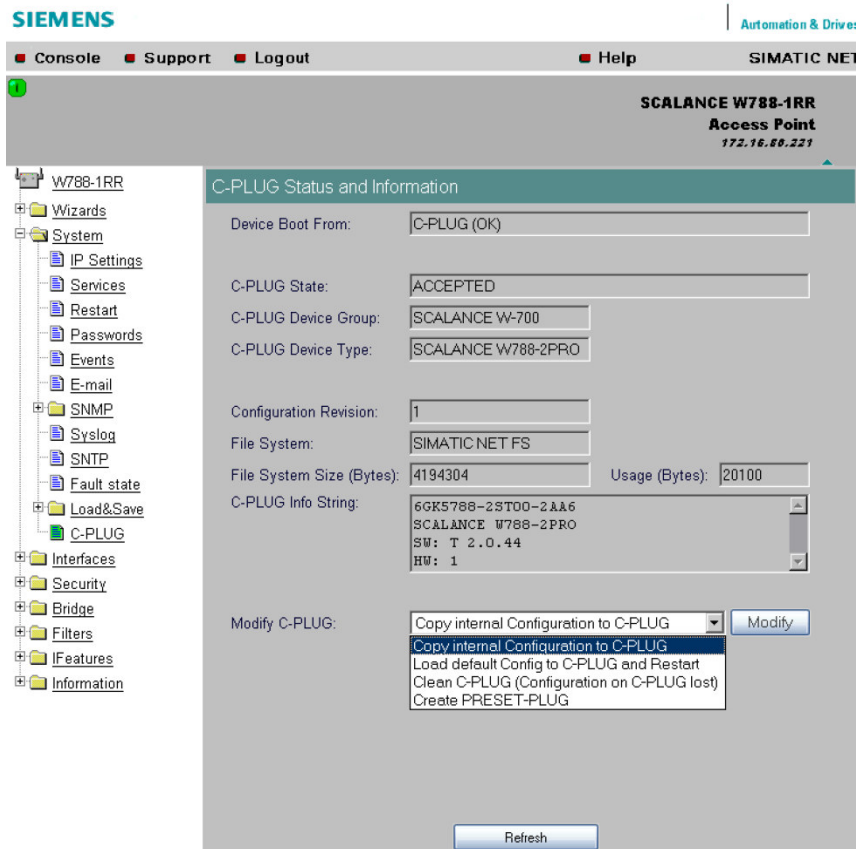 SIEMENS
Automation & Drives
Console Support Logout Help SIMATIC NET
SCALANCE W788-1RR
Access Point
172.16.80.221
W788-1RR
Wizards
System
IP Settings
Services
Restart
Passwords
Events
E-mail
SNMP
Syslog
SNTP
Fault state
Load&Save
C-PLUG
Interfaces
Security
Bridge
Filters
IFeatures
Information
C-PLUG Status and Information
Device Boot From: C-PLUG (OK)
C-PLUG State: ACCEPTED
C-PLUG Device Group: SCALANCE W-700
C-PLUG Device Type: SCALANCE W788-2PRO
Configuration Revision: 1
File System: SIMATIC NET FS
File System Size (Bytes): 4194304 Usage (Bytes): 20100
C-PLUG Info String: 6GK5788-2ST00-2AA6
SCALANCE W788-2PRO
SW: T 2.0.44
HW: 1
Modify C-PLUG: Copy internal Configuration to C-PLUG Modify
Copy internal Configuration to C-PLUG
Load default Config to C-PLUG and Restart
Clean C-PLUG (Configuration on C-PLUG lost)
Create PRESET-PLUG
Refresh